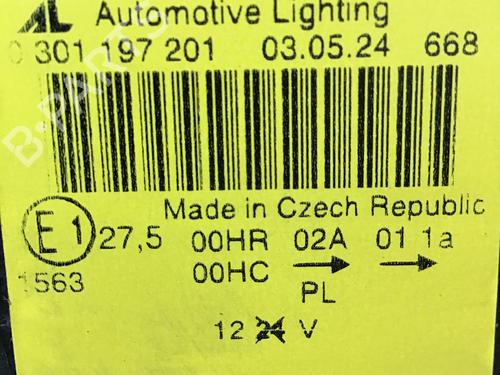 AL Automotive Lighting
0 301 197 201 03.05.24 668
B-PARTS
Made in Czech Republic
E1 27,5 00HR 02A 01 1a
1563 00HC → →
PL
12 24 V